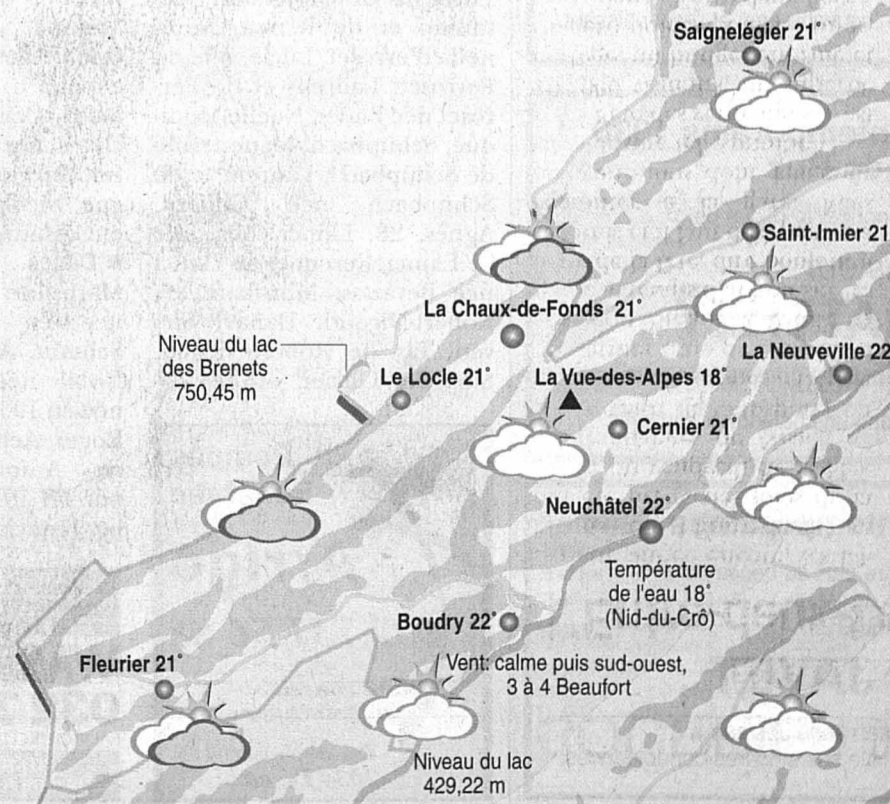 Saignelégier 21°
Saint-Imier 21
La Chaux-de-Fonds 21°
Niveau du lac
des Brenets
750,45 m
La Neuveville 22
Le Locle 21°
La Vue-des-Alpes 18°
Cernier 21°
Neuchâtel 22°
Température
de l'eau 18°
(Nid-du-Crô)
Boudry 22°
Fleurier 21°
Vent: calme puis sud-ouest,
3 à 4 Beaufort
Niveau du lac
429,22 m